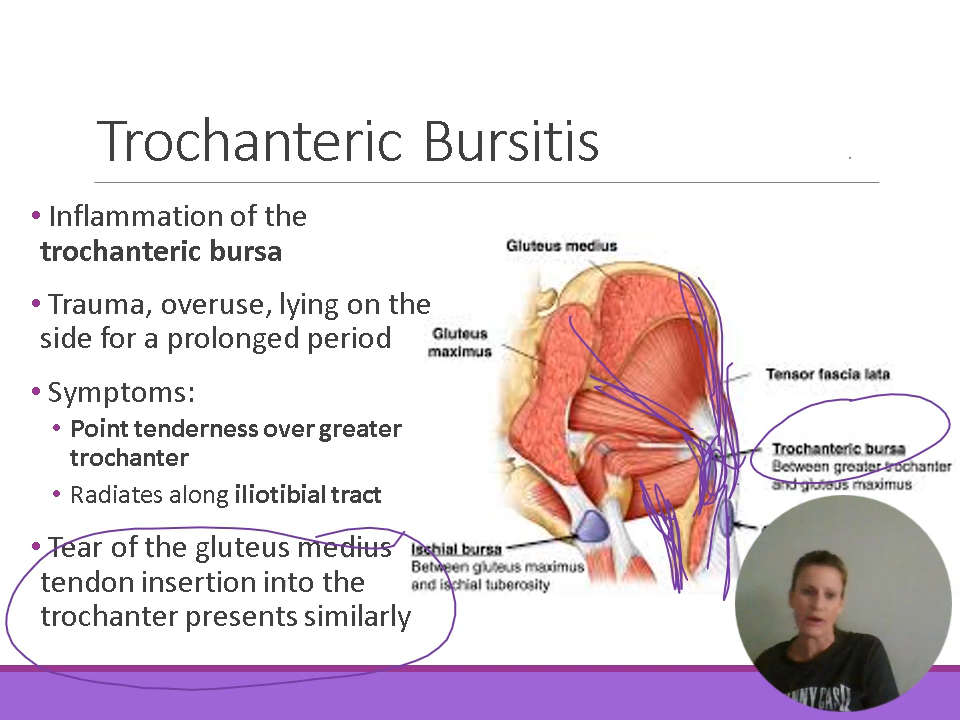 Trochanteric Bursitis
• Inflammation of the
trochanteric bursa
• Trauma, overuse, lying on the
side for a prolonged period
• Symptoms:
• Point tenderness over greater
trochanter
• Radiates along iliotibial tract
• Tear of the gluteus medius
tendon insertion into the
trochanter presents similarly
Gluteus medius
Gluteus
maximus
Tensor fascia lata
Trochanteric bursa
Between greater trochanter
and gluteus maximus
Ischial bursa
Between gluteus maximus
and ischial tuberosity